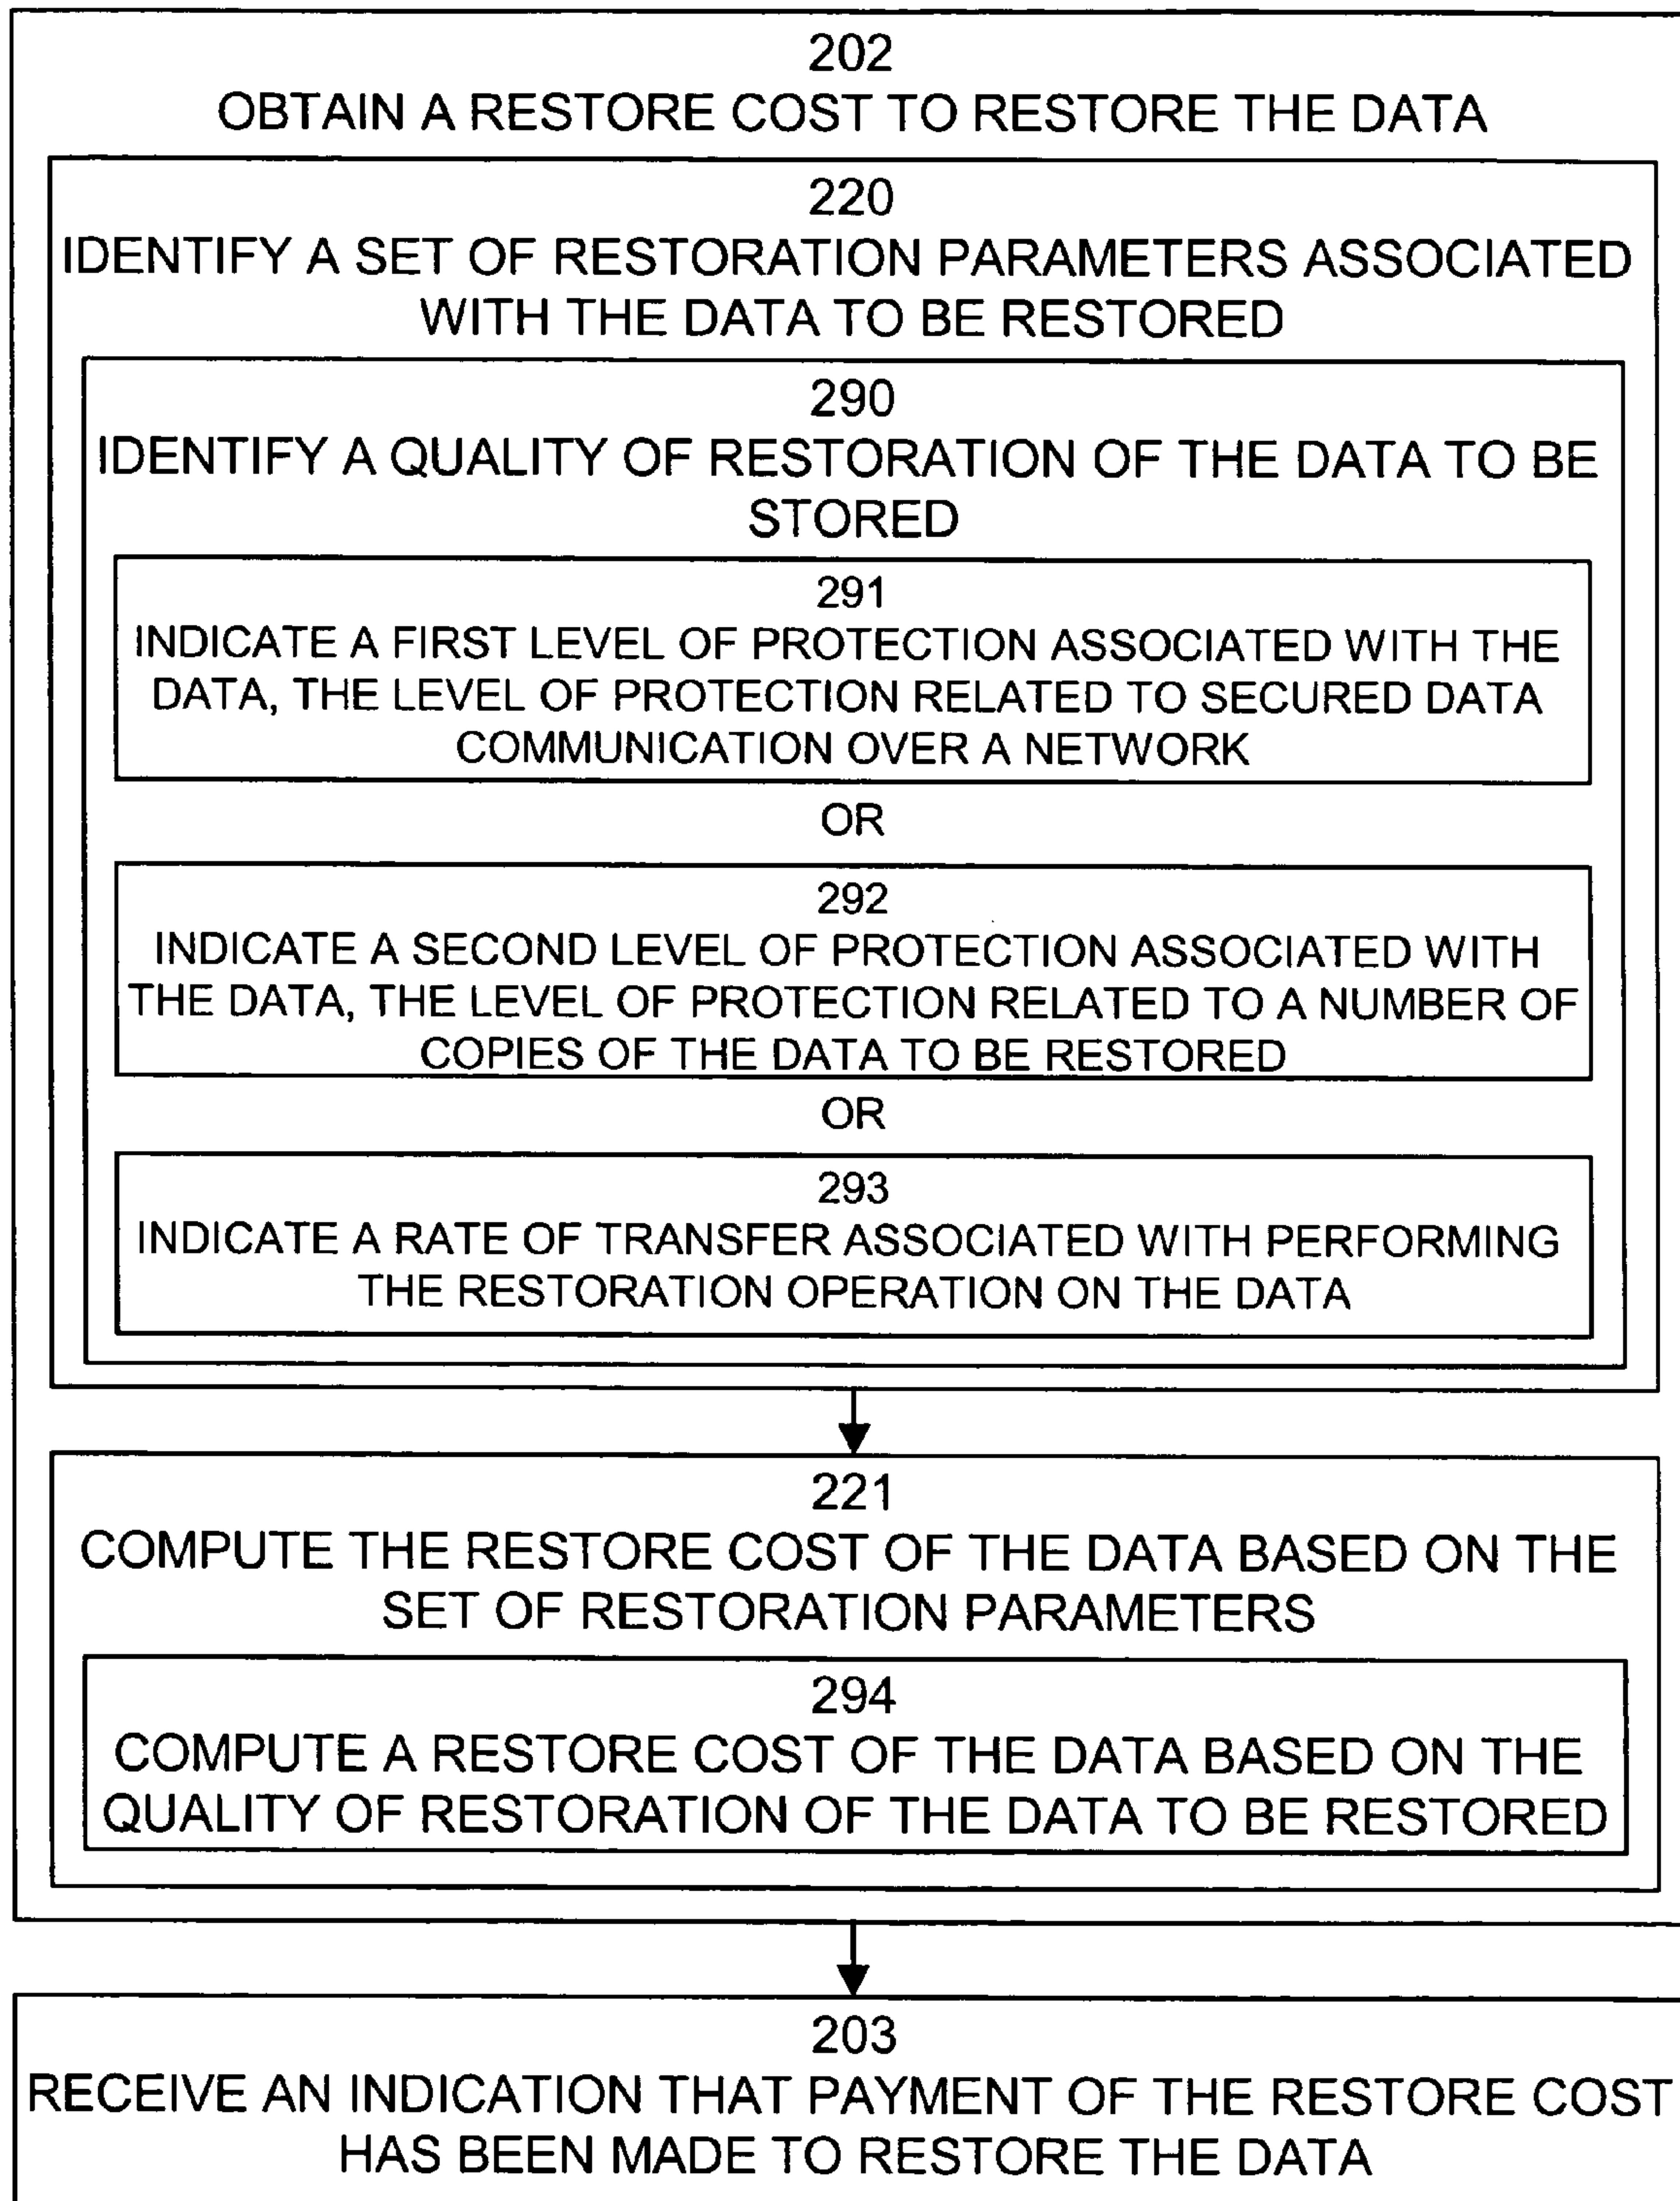 202
OBTAIN A RESTORE COST TO RESTORE THE DATA
220
IDENTIFY A SET OF RESTORATION PARAMETERS ASSOCIATED
WITH THE DATA TO BE RESTORED
290
IDENTIFY A QUALITY OF RESTORATION OF THE DATA TO BE
STORED
291
INDICATE A FIRST LEVEL OF PROTECTION ASSOCIATED WITH THE
DATA, THE LEVEL OF PROTECTION RELATED TO SECURED DATA
COMMUNICATION OVER A NETWORK
OR
292
INDICATE A SECOND LEVEL OF PROTECTION ASSOCIATED WITH
THE DATA, THE LEVEL OF PROTECTION RELATED TO A NUMBER OF
COPIES OF THE DATA TO BE RESTORED
OR
293
INDICATE A RATE OF TRANSFER ASSOCIATED WITH PERFORMING
THE RESTORATION OPERATION ON THE DATA
221
COMPUTE THE RESTORE COST OF THE DATA BASED ON THE
SET OF RESTORATION PARAMETERS
294
COMPUTE A RESTORE COST OF THE DATA BASED ON THE
QUALITY OF RESTORATION OF THE DATA TO BE RESTORED
203
RECEIVE AN INDICATION THAT PAYMENT OF THE RESTORE COST
HAS BEEN MADE TO RESTORE THE DATA